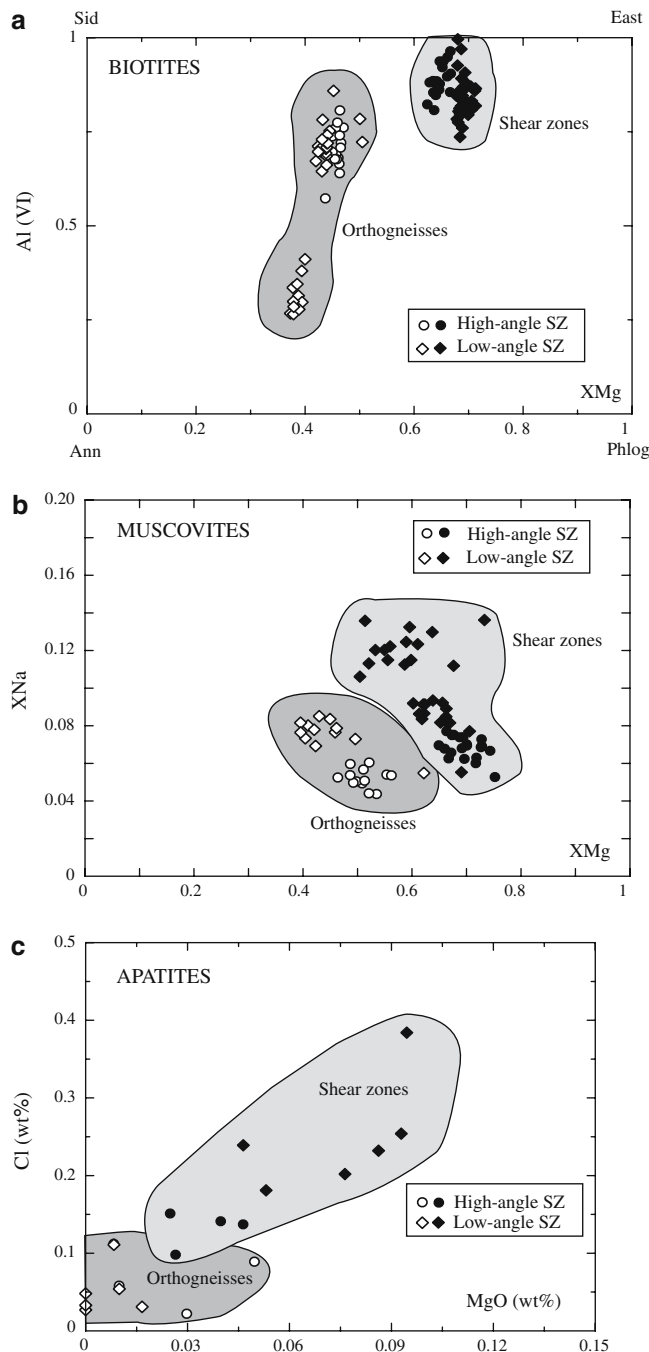 a
Sid
East
1
BIOTITES
Shear zones
Al (VI)
0.5
Orthogneisses
High-angle SZ
Low-angle SZ
XMg
0
0 0.2 0.4 0.6 0. 8 1
Ann
Phlog
b
0.20
MUSCOVITES
High-angle SZ
Low-angle SZ
0.16
Shear zones
0.12
XNa
0.08
0.04
Orthogneisses
XMg
0
0 0.2 0.4 0.6 0.8 1
c
0.5
APATITES
0.4
Shear zones
0.3
Cl (wt%)
0.2
High-angle SZ
Low-angle SZ
0.1
Orthogneisses
MgO (wt%)
0
0 0.03 0.06 0.09 0.12 0.15